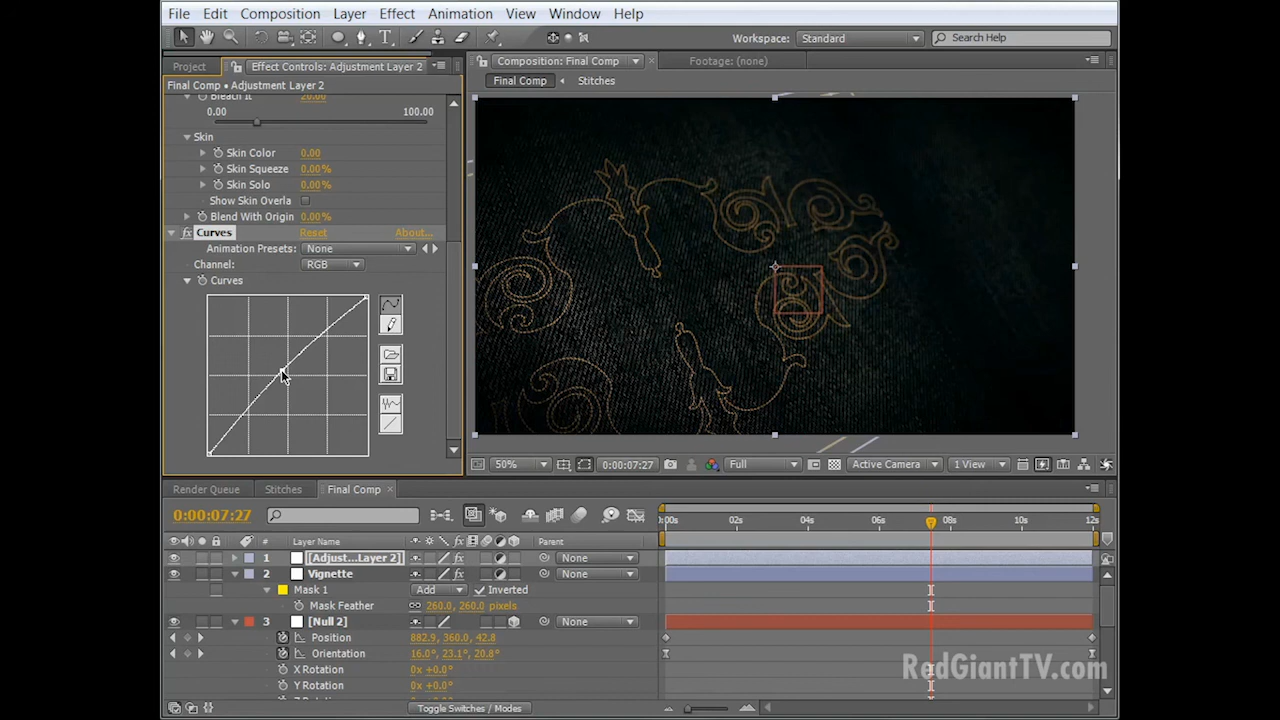 File Edit Composition Layer Effect Animation View Window Help
Workspace: Standard Search Help
Project Effect Controls: Adjustment Layer 2 Composition: Final Comp Footage: (none)
Final Comp • Adjustment Layer 2 Final Comp Stitches
Bleach It 20.00
0.00 100.00
Skin
Skin Color 0.00
Skin Squeeze 0.00%
Skin Solo 0.00%
Show Skin Overla
Blend With Origin 0.00%
fx Curves Reset About...
Animation Presets: None
Channel: RGB
Curves
50% 0:00:07:27 Full Active Camera 1 View
Render Queue Stitches Final Comp
0:00:07:27 :00s 02s 04s 06s 08s 10s 12s
# Layer Name Parent
1 [Adjust...Layer 2] fx None
2 Vignette fx None
Mask 1 Add Inverted
Mask Feather 260.0, 260.0 pixels
3 [Null 2] None
Position 882.9, 360.0, 42.8
Orientation 16.0°, 23.1°, 20.8°
X Rotation 0x +0.0°
Y Rotation 0x +0.0°
Toggle Switches / Modes
RedGiantTV.com